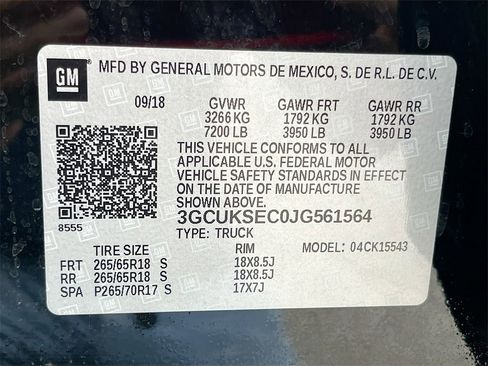 GM MFD BY GENERAL MOTORS DE MEXICO, S. DE R.L. DE C.V.
09/18 GVWR GAWR FRT GAWR RR
3266 KG 1792 KG 1792 KG
7200 LB 3950 LB 3950 LB
THIS VEHICLE CONFORMS TO ALL
APPLICABLE U.S. FEDERAL MOTOR
VEHICLE SAFETY STANDARDS IN EFFECT
ON THE DATE OF MANUFACTURE
SHOWN ABOVE.
8555 3GCUKSEC0JG561564
TYPE: TRUCK
TIRE SIZE RIM MODEL: 04CK15543
FRT 265/65R18 S 18X8.5J
RR 265/65R18 S 18X8.5J
SPA P265/70R17 S 17X7J